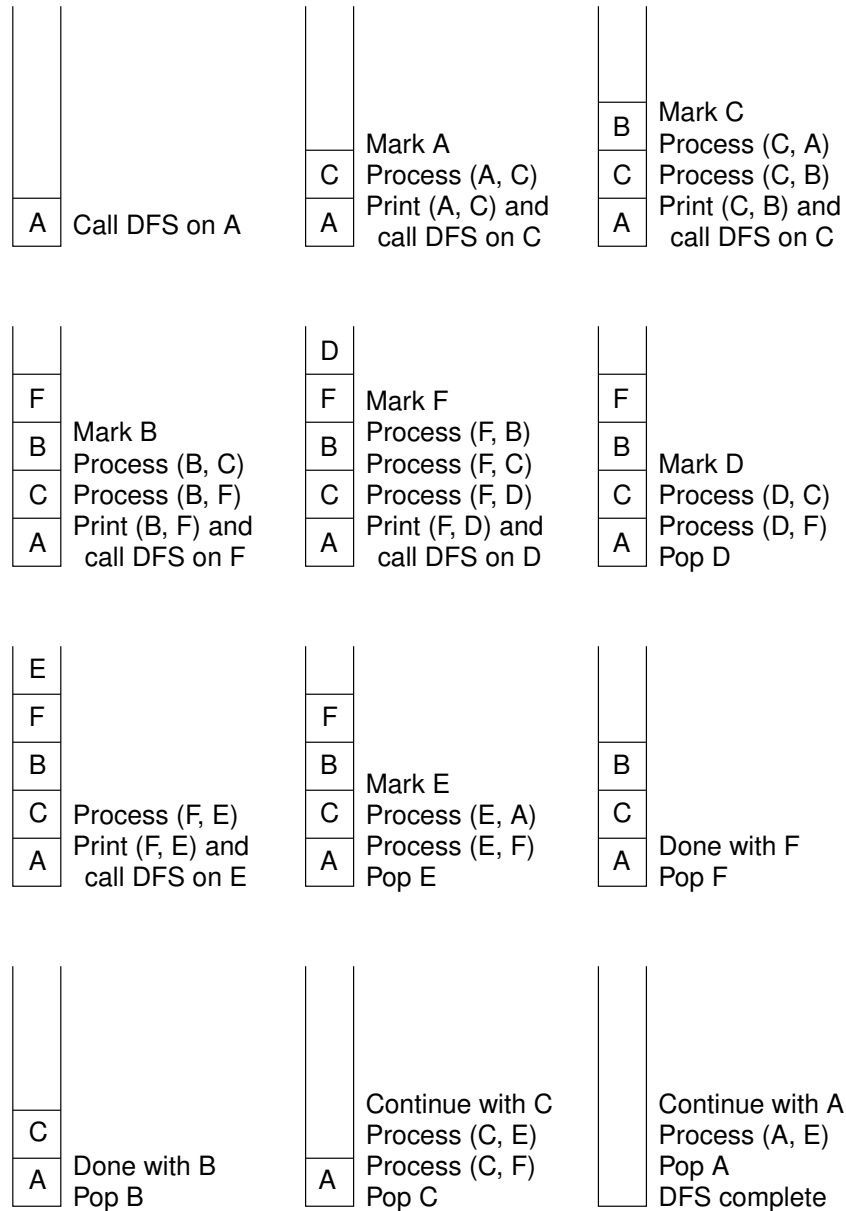 A
Call DFS on A
C
A
Mark A
Process (A, C)
Print (A, C) and
call DFS on C
B
C
A
Mark C
Process (C, A)
Process (C, B)
Print (C, B) and
call DFS on C
F
B
C
A
Mark B
Process (B, C)
Process (B, F)
Print (B, F) and
call DFS on F
D
F
B
C
A
Mark F
Process (F, B)
Process (F, C)
Process (F, D)
Print (F, D) and
call DFS on D
F
B
C
A
Mark D
Process (D, C)
Process (D, F)
Pop D
E
F
B
C
A
Process (F, E)
Print (F, E) and
call DFS on E
F
B
C
A
Mark E
Process (E, A)
Process (E, F)
Pop E
B
C
A
Done with F
Pop F
C
A
Done with B
Pop B
A
Continue with C
Process (C, E)
Process (C, F)
Pop C
Continue with A
Process (A, E)
Pop A
DFS complete